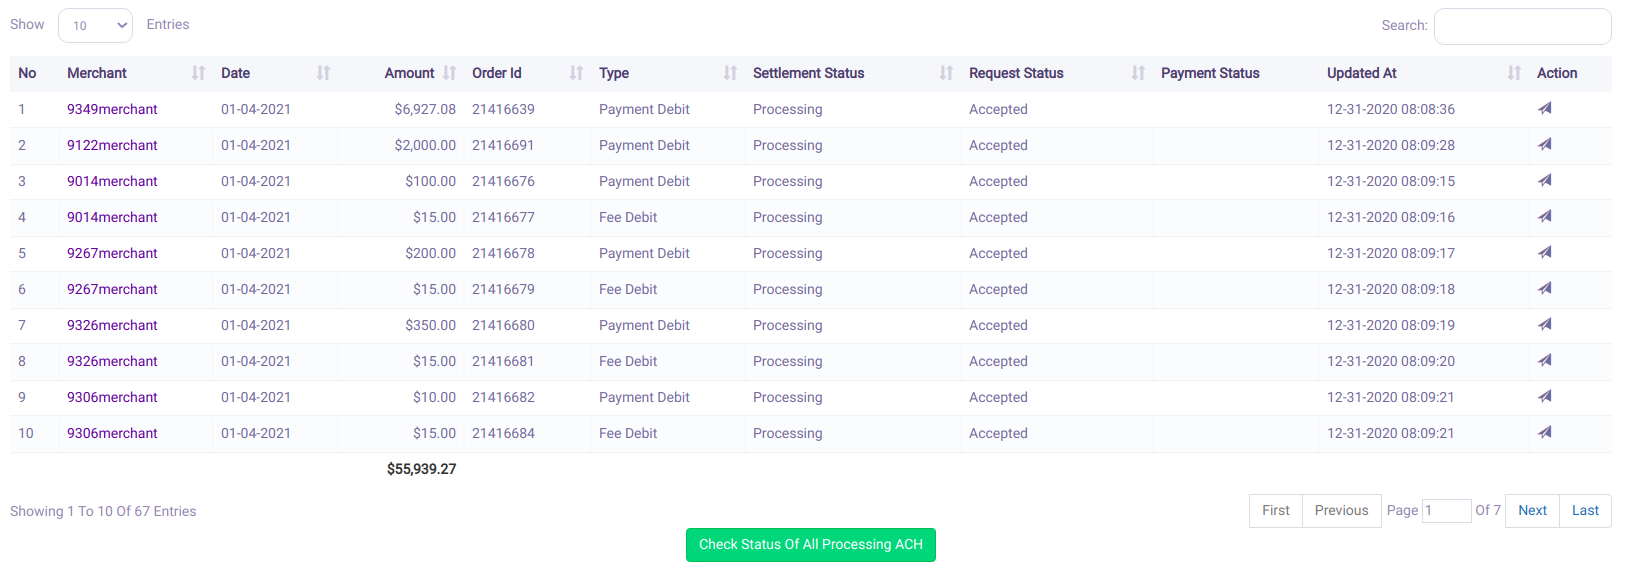 Show 10 Entries Search:
No Merchant Date Amount Order Id Type Settlement Status Request Status Payment Status Updated At Action
1 9349merchant 01-04-2021 $6,927.08 21416639 Payment Debit Processing Accepted 12-31-2020 08:08:36
2 9122merchant 01-04-2021 $2,000.00 21416691 Payment Debit Processing Accepted 12-31-2020 08:09:28
3 9014merchant 01-04-2021 $100.00 21416676 Payment Debit Processing Accepted 12-31-2020 08:09:15
4 9014merchant 01-04-2021 $15.00 21416677 Fee Debit Processing Accepted 12-31-2020 08:09:16
5 9267merchant 01-04-2021 $200.00 21416678 Payment Debit Processing Accepted 12-31-2020 08:09:17
6 9267merchant 01-04-2021 $15.00 21416679 Fee Debit Processing Accepted 12-31-2020 08:09:18
7 9326merchant 01-04-2021 $350.00 21416680 Payment Debit Processing Accepted 12-31-2020 08:09:19
8 9326merchant 01-04-2021 $15.00 21416681 Fee Debit Processing Accepted 12-31-2020 08:09:20
9 9306merchant 01-04-2021 $10.00 21416682 Payment Debit Processing Accepted 12-31-2020 08:09:21
10 9306merchant 01-04-2021 $15.00 21416684 Fee Debit Processing Accepted 12-31-2020 08:09:21
$55,939.27
Showing 1 To 10 Of 67 Entries First Previous Page 1 Of 7 Next Last
Check Status Of All Processing ACH